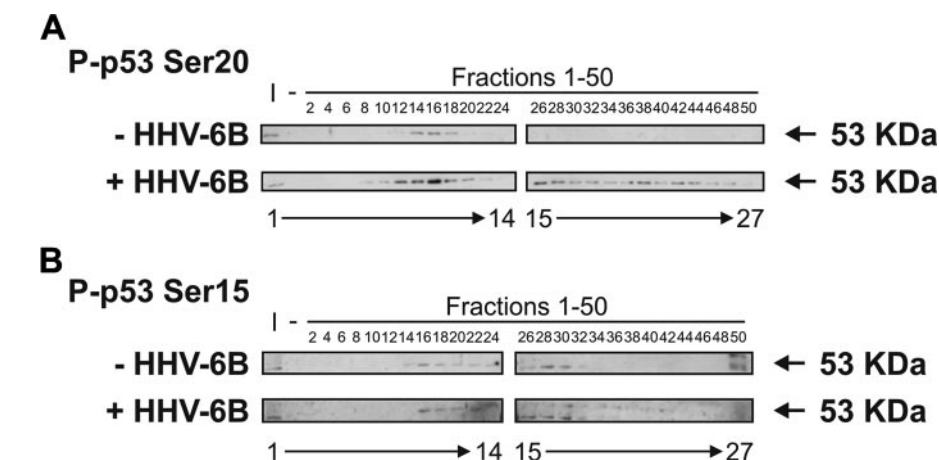 A
P-p53 Ser20
Fractions 1-50
I - 2 4 6 8 10 12 14 16 18 20 22 24 26 28 30 32 34 36 38 40 42 44 46 48 50
- HHV-6B 53 KDa
+ HHV-6B 53 KDa
1 14 15 27
B
P-p53 Ser15
Fractions 1-50
I - 2 4 6 8 10 12 14 16 18 20 22 24 26 28 30 32 34 36 38 40 42 44 46 48 50
- HHV-6B 53 KDa
+ HHV-6B 53 KDa
1 14 15 27